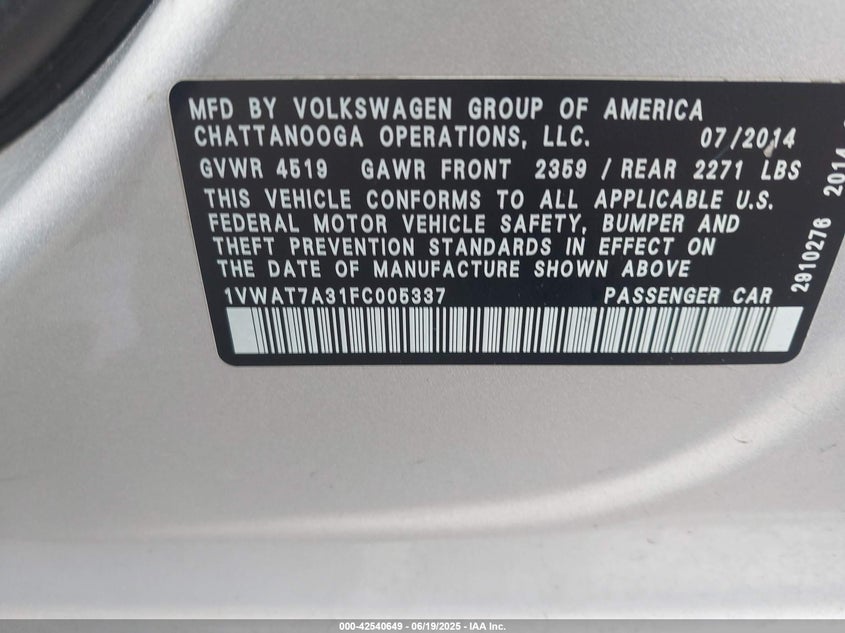 MFD BY VOLKSWAGEN GROUP OF AMERICA
CHATTANOOGA OPERATIONS, LLC. 07/2014
GVWR 4519 GAWR FRONT 2359 / REAR 2271 LBS
THIS VEHICLE CONFORMS TO ALL APPLICABLE U.S.
FEDERAL MOTOR VEHICLE SAFETY, BUMPER AND
THEFT PREVENTION STANDARDS IN EFFECT ON
THE DATE OF MANUFACTURE SHOWN ABOVE
1VWAT7A31FC005337 PASSENGER CAR
2910276 2014
000-42540649 - 06/19/2025 - IAA Inc.